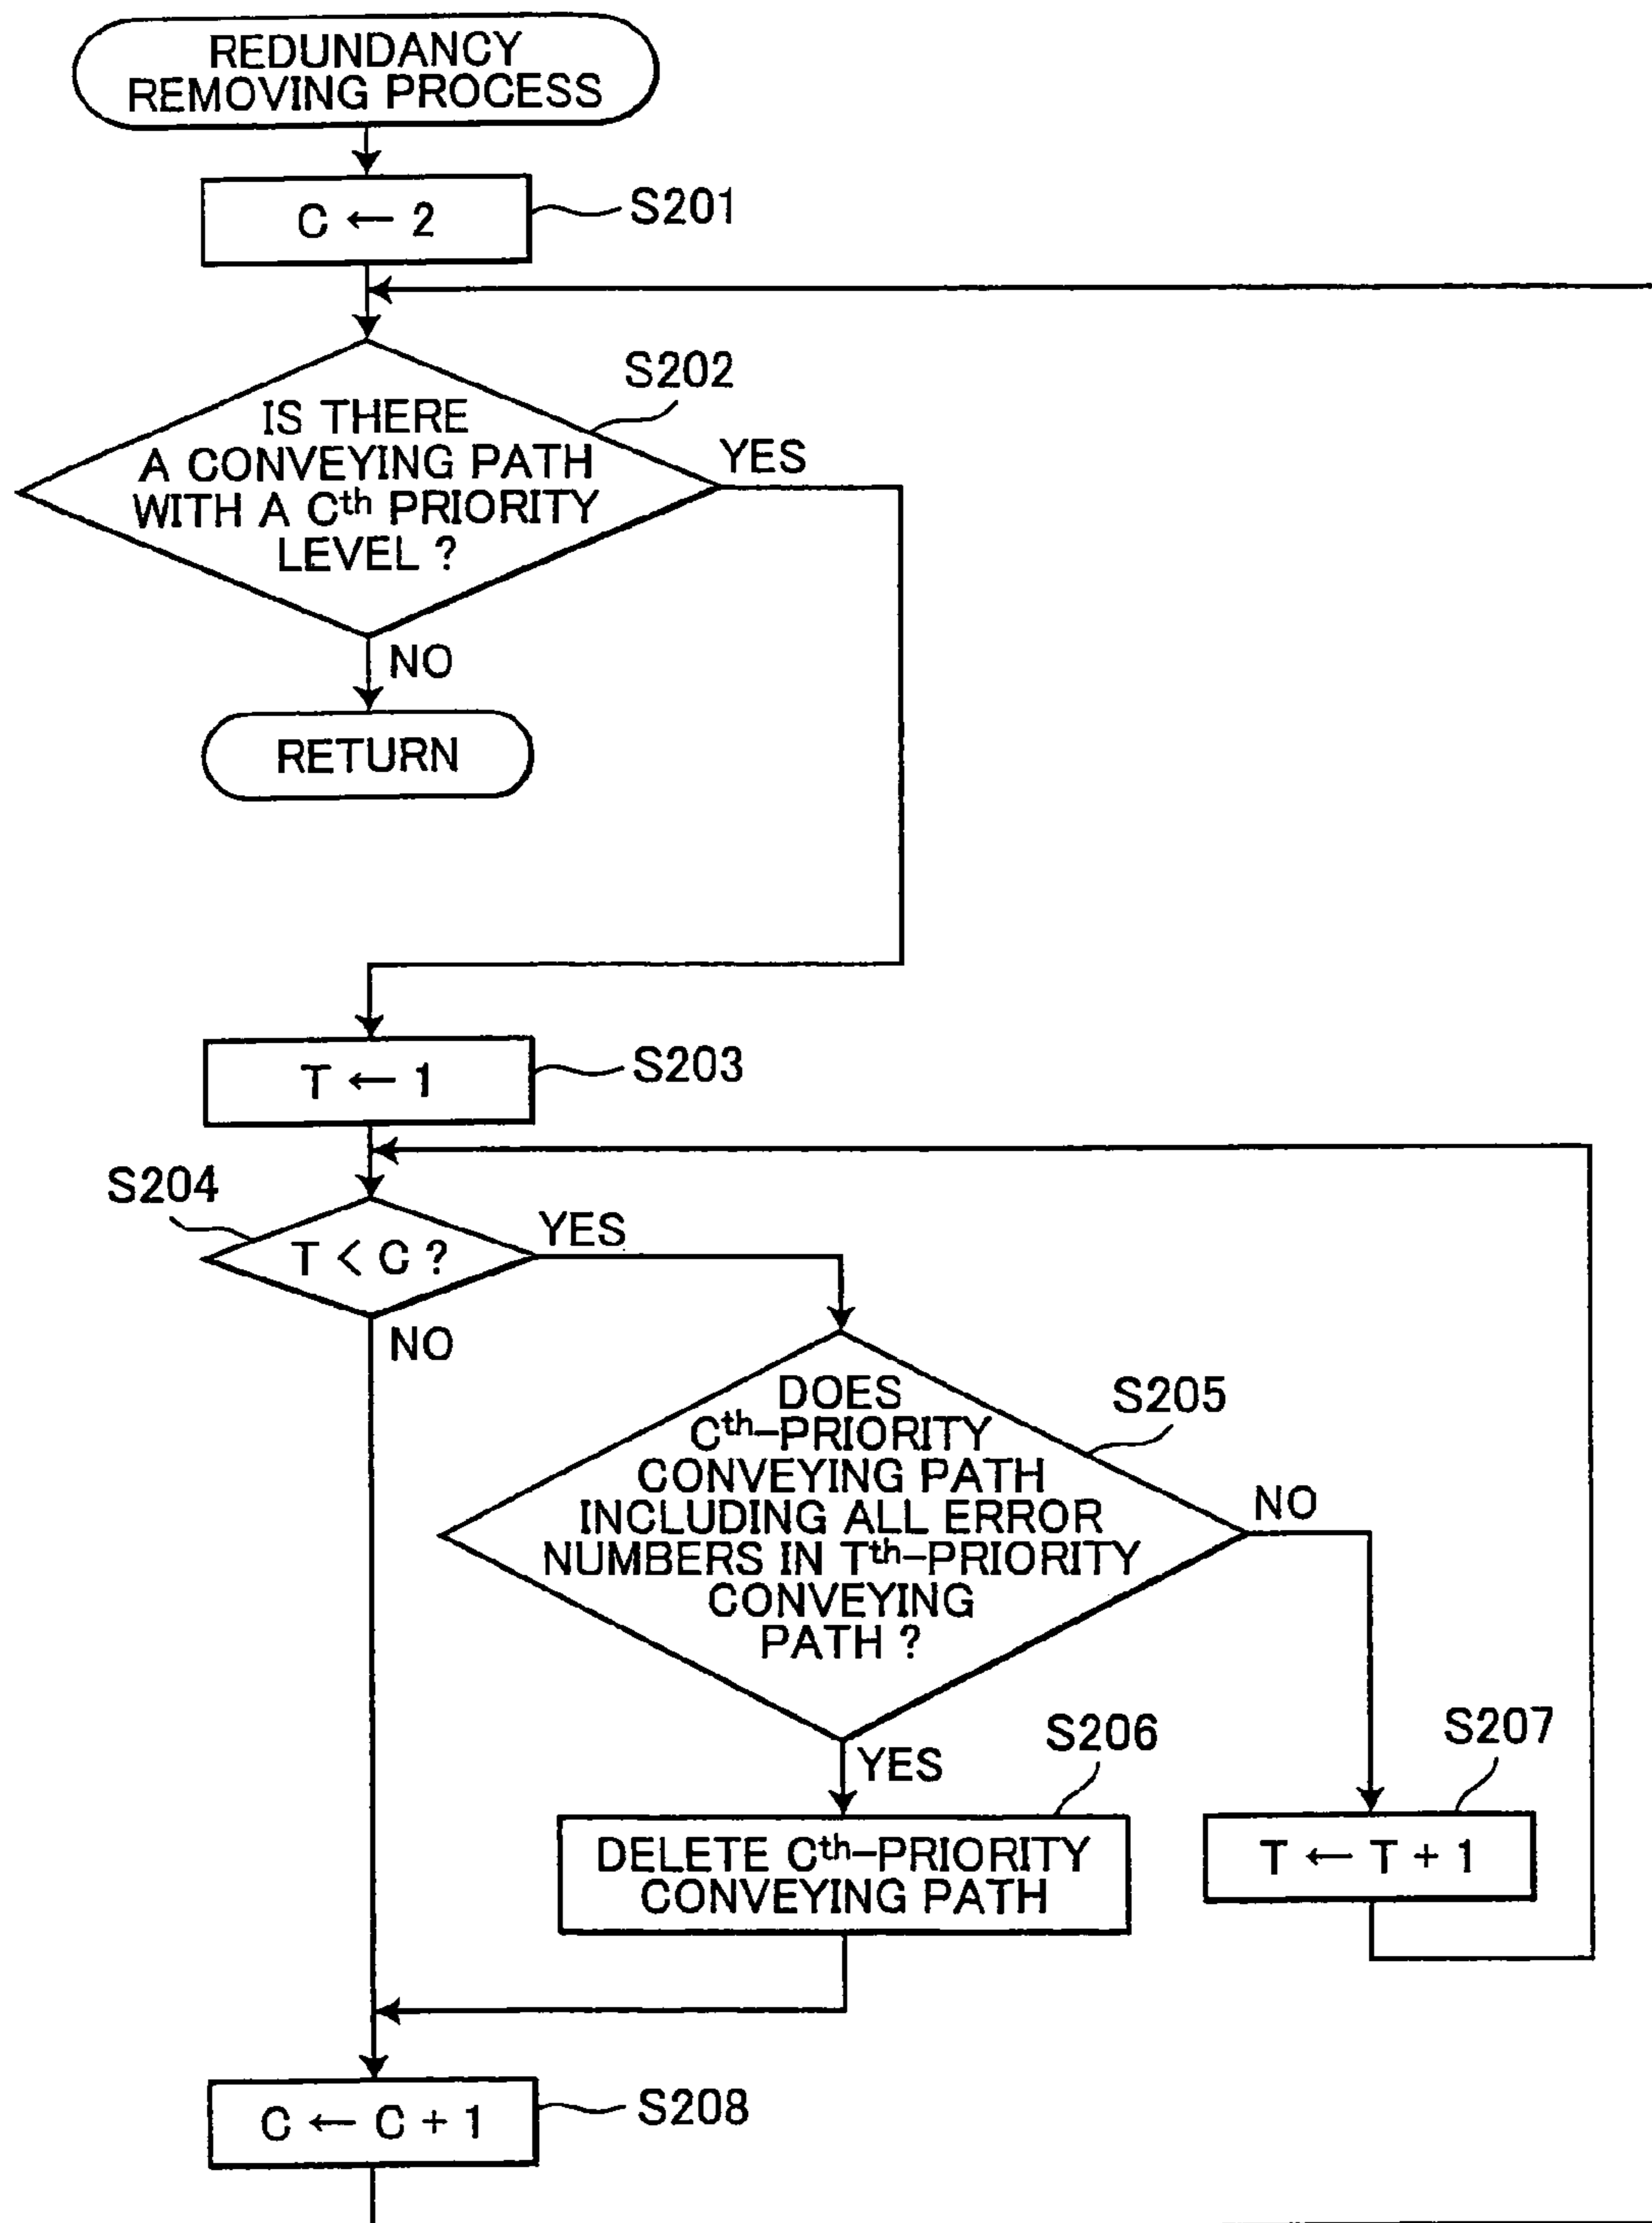 REDUNDANCY
REMOVING PROCESS
C ← 2
S201
S202
IS THERE
A CONVEYING PATH
WITH A Cth PRIORITY
LEVEL ?
YES
NO
RETURN
T ← 1
S203
S204
T < C ?
YES
NO
DOES
Cth-PRIORITY
CONVEYING PATH
INCLUDING ALL ERROR
NUMBERS IN Tth-PRIORITY
CONVEYING
PATH ?
S205
NO
YES
S206
DELETE Cth-PRIORITY
CONVEYING PATH
S207
T ← T + 1
C ← C + 1
S208